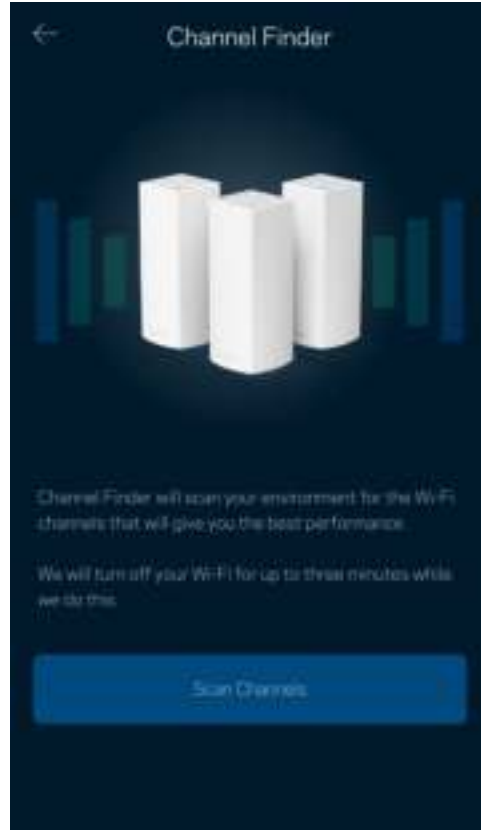 Channel Finder
Channel Finder will scan your environment for the Wi-Fi
channels that will give you the best performance.
We will turn off your Wi-Fi for up to three minutes while
we do this.
Scan Channels